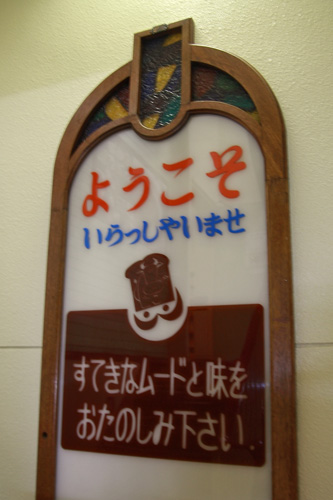 ようこそ
いらっしゃいませ
すてきなムードと味を
おたのしみ下さい